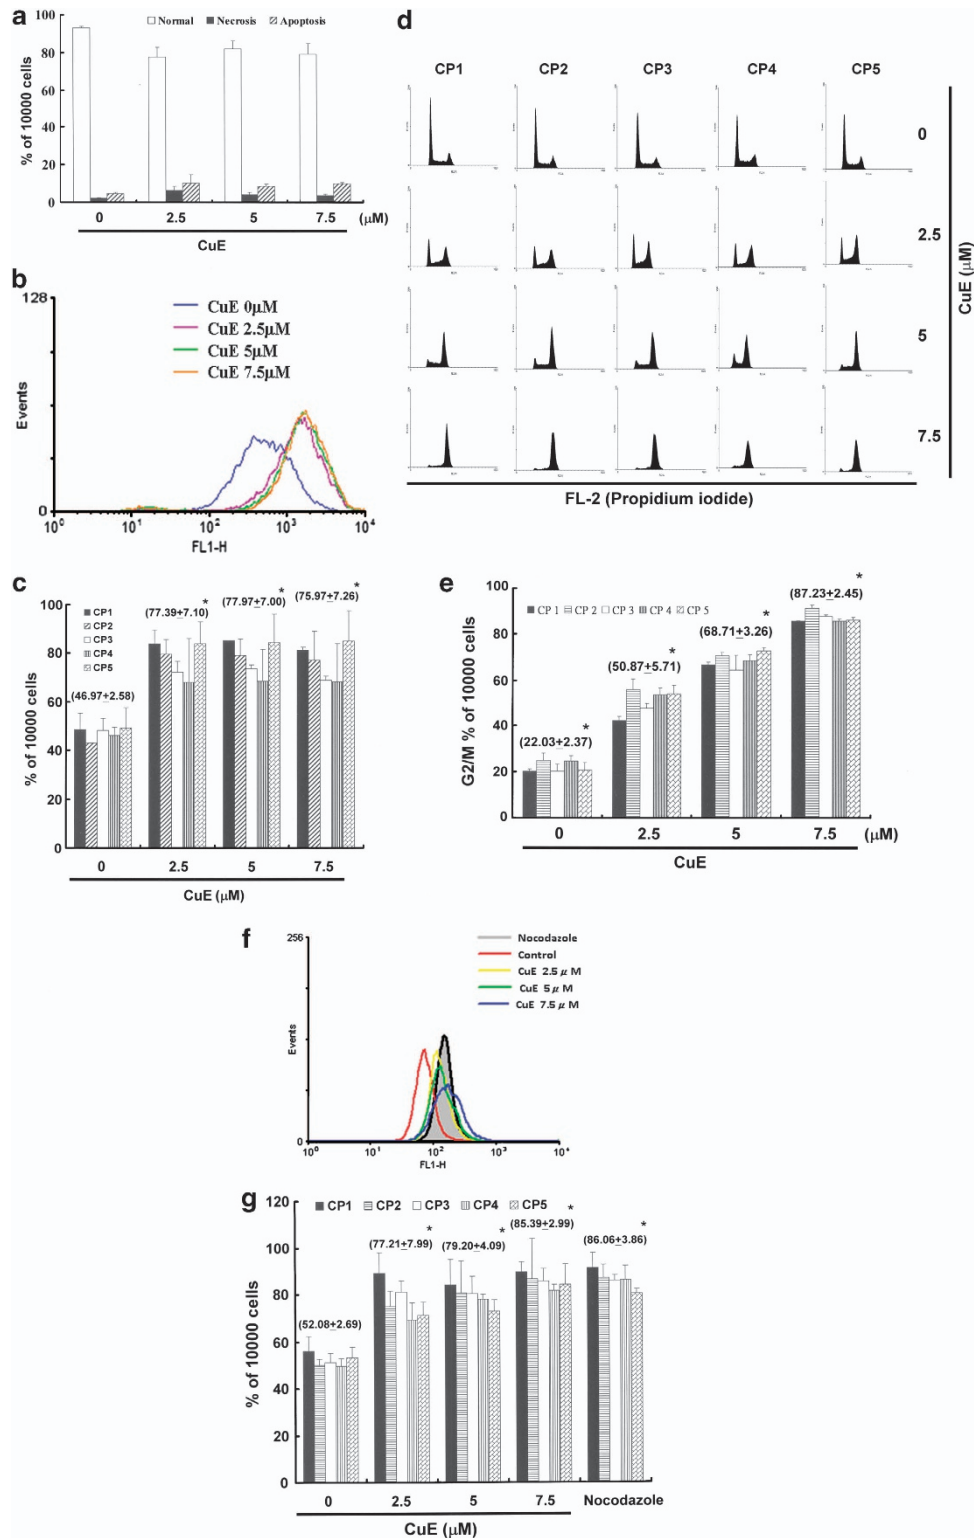 a
Normal Necrosis Apoptosis
100
80
60
40
20
0
% of 10000 cells
0 2.5 5 7.5 (μM)
CuE
b
128
Events
0
CuE 0μM
CuE 2.5μM
CuE 5μM
CuE 7.5μM
10⁰ 10¹ 10² 10³ 10⁴
FL1-H
c
CP1
CP2
CP3
CP4
CP5
100
80
60
40
20
0
% of 10000 cells
(46.97±2.58)
(77.39±7.10) *
(77.97±7.00) *
(75.97±7.26) *
0 2.5 5 7.5
CuE (μM)
d
CP1 CP2 CP3 CP4 CP5
0
2.5
5
7.5
CuE (μM)
FL-2 (Propidium iodide)
e
CP 1 CP 2 CP 3 CP 4 CP 5
100
80
60
40
20
0
G2/M % of 10000 cells
(22.03±2.37) *
(50.87±5.71) *
(68.71±3.26) *
(87.23±2.45) *
0 2.5 5 7.5 (μM)
CuE
f
256
Events
0
Nocodazole
Control
CuE 2.5 μ M
CuE 5 μ M
CuE 7.5 μ M
10⁰ 10¹ 10² 10³ 10⁴
FL1-H
g
CP1 CP2 CP3 CP4 CP5
120
100
80
60
40
20
0
% of 10000 cells
(52.08±2.69)
(77.21±7.99) *
(79.20±4.09) *
(85.39±2.99) *
(86.06±3.86) *
0 2.5 5 7.5 Nocodazole
CuE (μM)